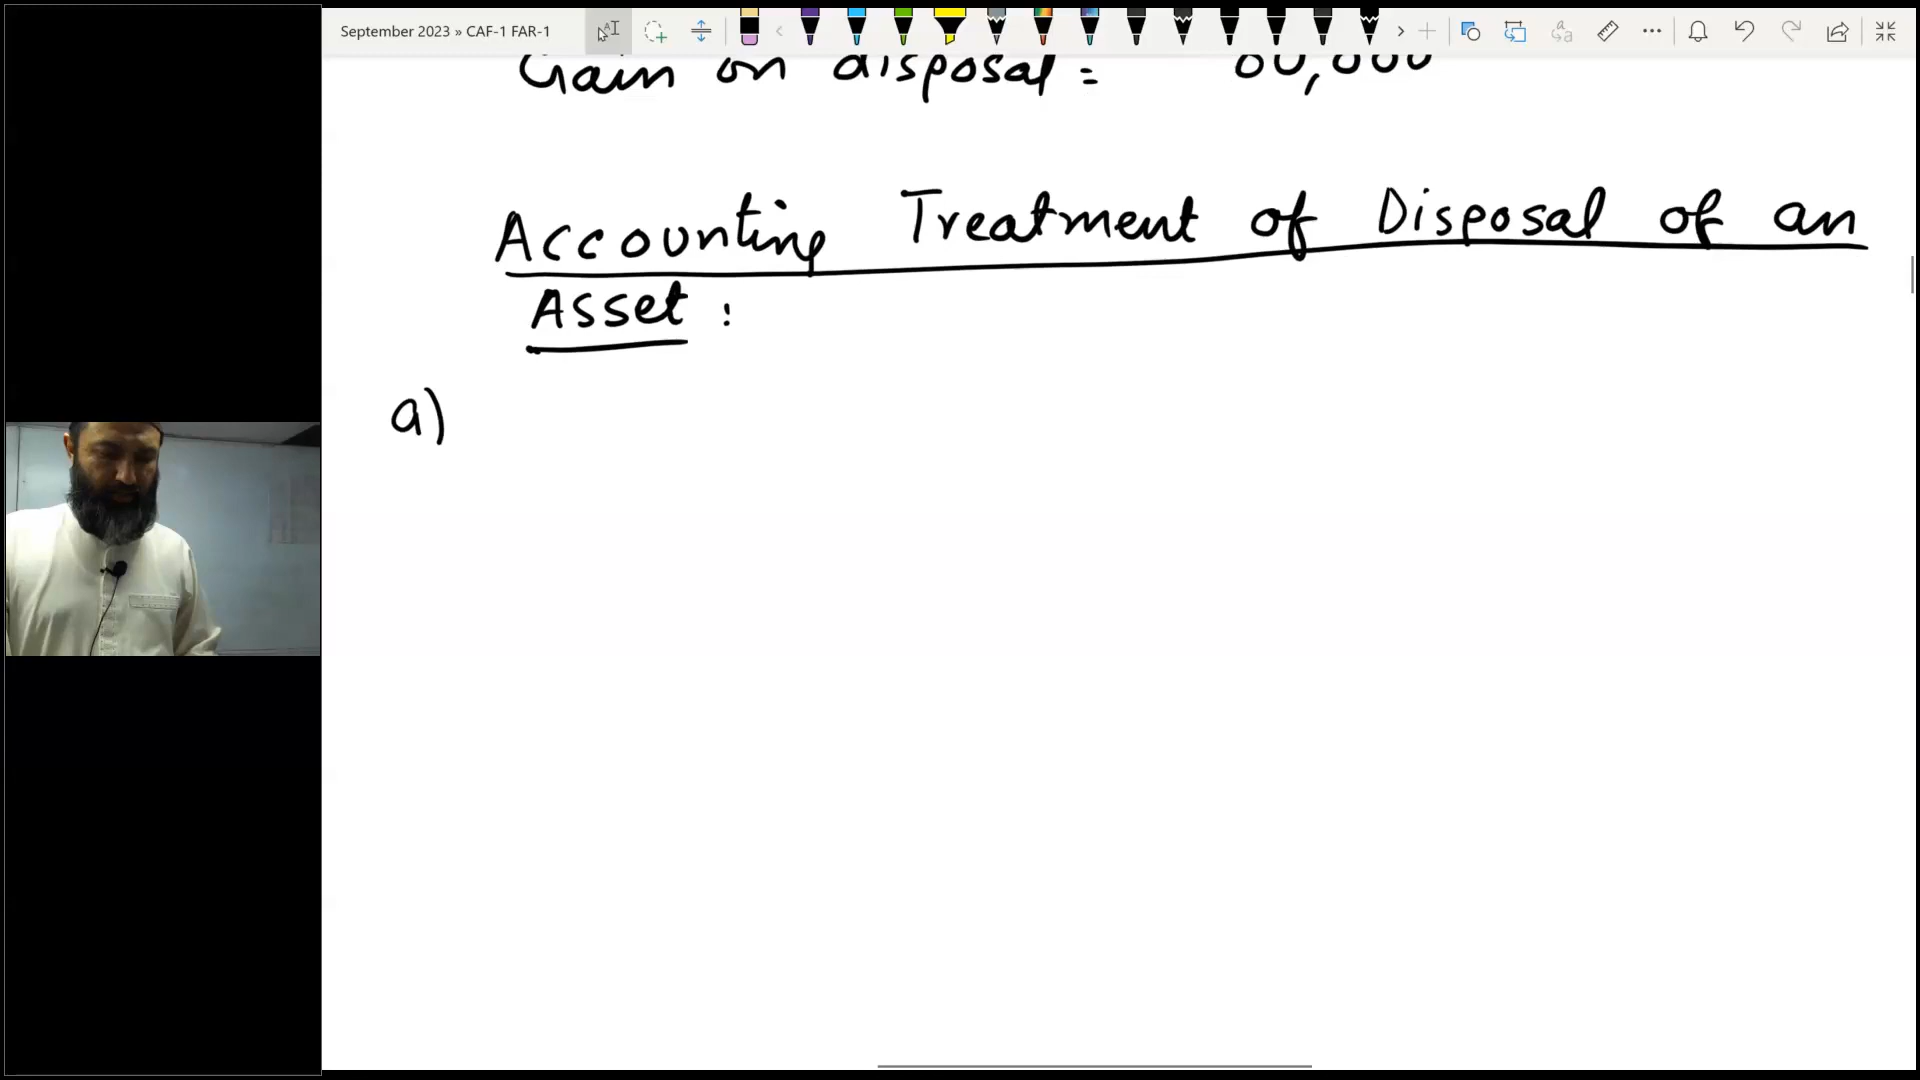 September 2023 » CAF-1 FAR-1
Gain on disposal =
Accounting Treatment of Disposal of an
Asset :
a)